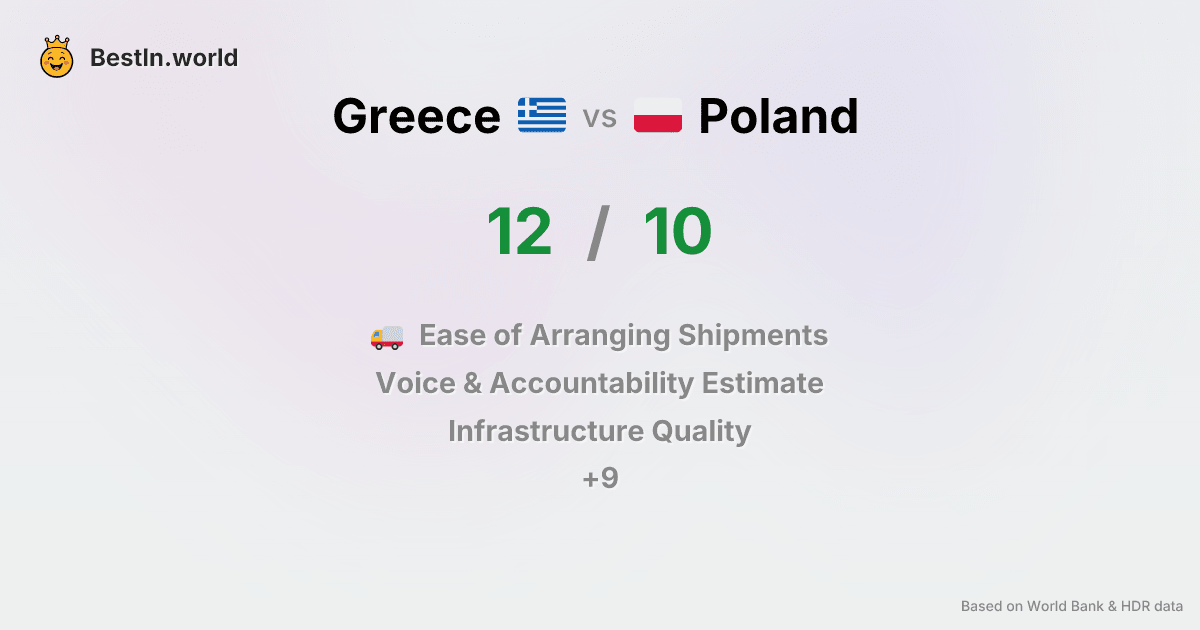 BestIn.world
Greece vs Poland
12 / 10
Ease of Arranging Shipments
Voice & Accountability Estimate
Infrastructure Quality
+9
Based on World Bank & HDR data